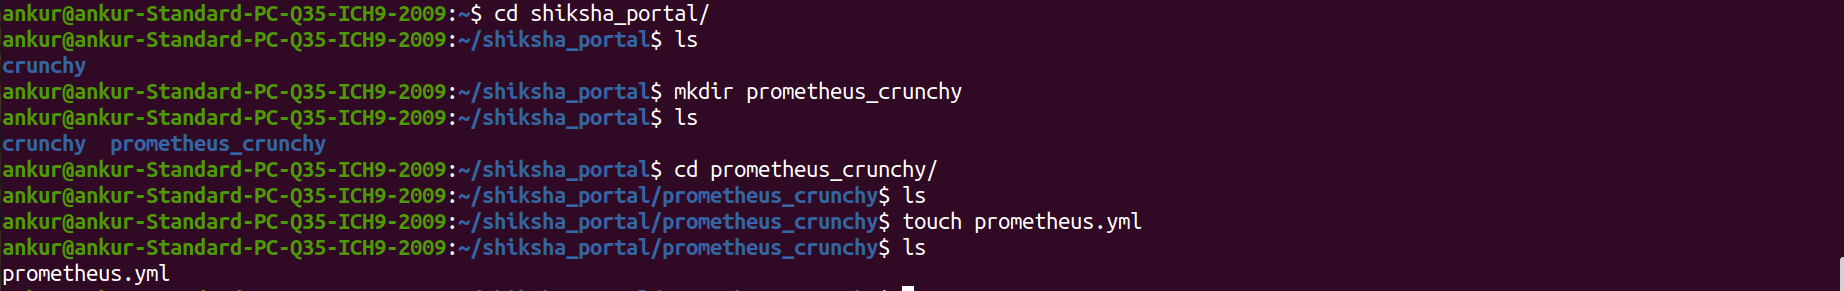 ankur@ankur-Standard-PC-Q35-ICH9-2009:~$ cd shiksha_portal/
ankur@ankur-Standard-PC-Q35-ICH9-2009:~/shiksha_portal$ ls
crunchy
ankur@ankur-Standard-PC-Q35-ICH9-2009:~/shiksha_portal$ mkdir prometheus_crunchy
ankur@ankur-Standard-PC-Q35-ICH9-2009:~/shiksha_portal$ ls
crunchy  prometheus_crunchy
ankur@ankur-Standard-PC-Q35-ICH9-2009:~/shiksha_portal$ cd prometheus_crunchy/
ankur@ankur-Standard-PC-Q35-ICH9-2009:~/shiksha_portal/prometheus_crunchy$ ls
ankur@ankur-Standard-PC-Q35-ICH9-2009:~/shiksha_portal/prometheus_crunchy$ touch prometheus.yml
ankur@ankur-Standard-PC-Q35-ICH9-2009:~/shiksha_portal/prometheus_crunchy$ ls
prometheus.yml